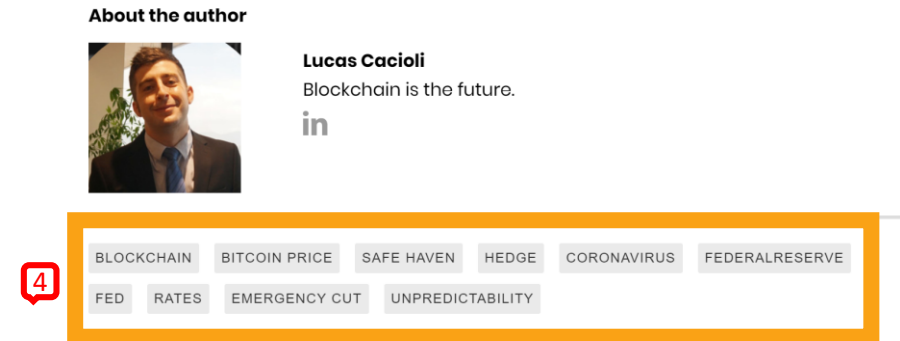 About the author
Lucas Cacioli
Blockchain is the future.
in
BLOCKCHAIN BITCOIN PRICE SAFE HAVEN HEDGE CORONAVIRUS FEDERALRESERVE
4
FED RATES EMERGENCY CUT UNPREDICTABILITY